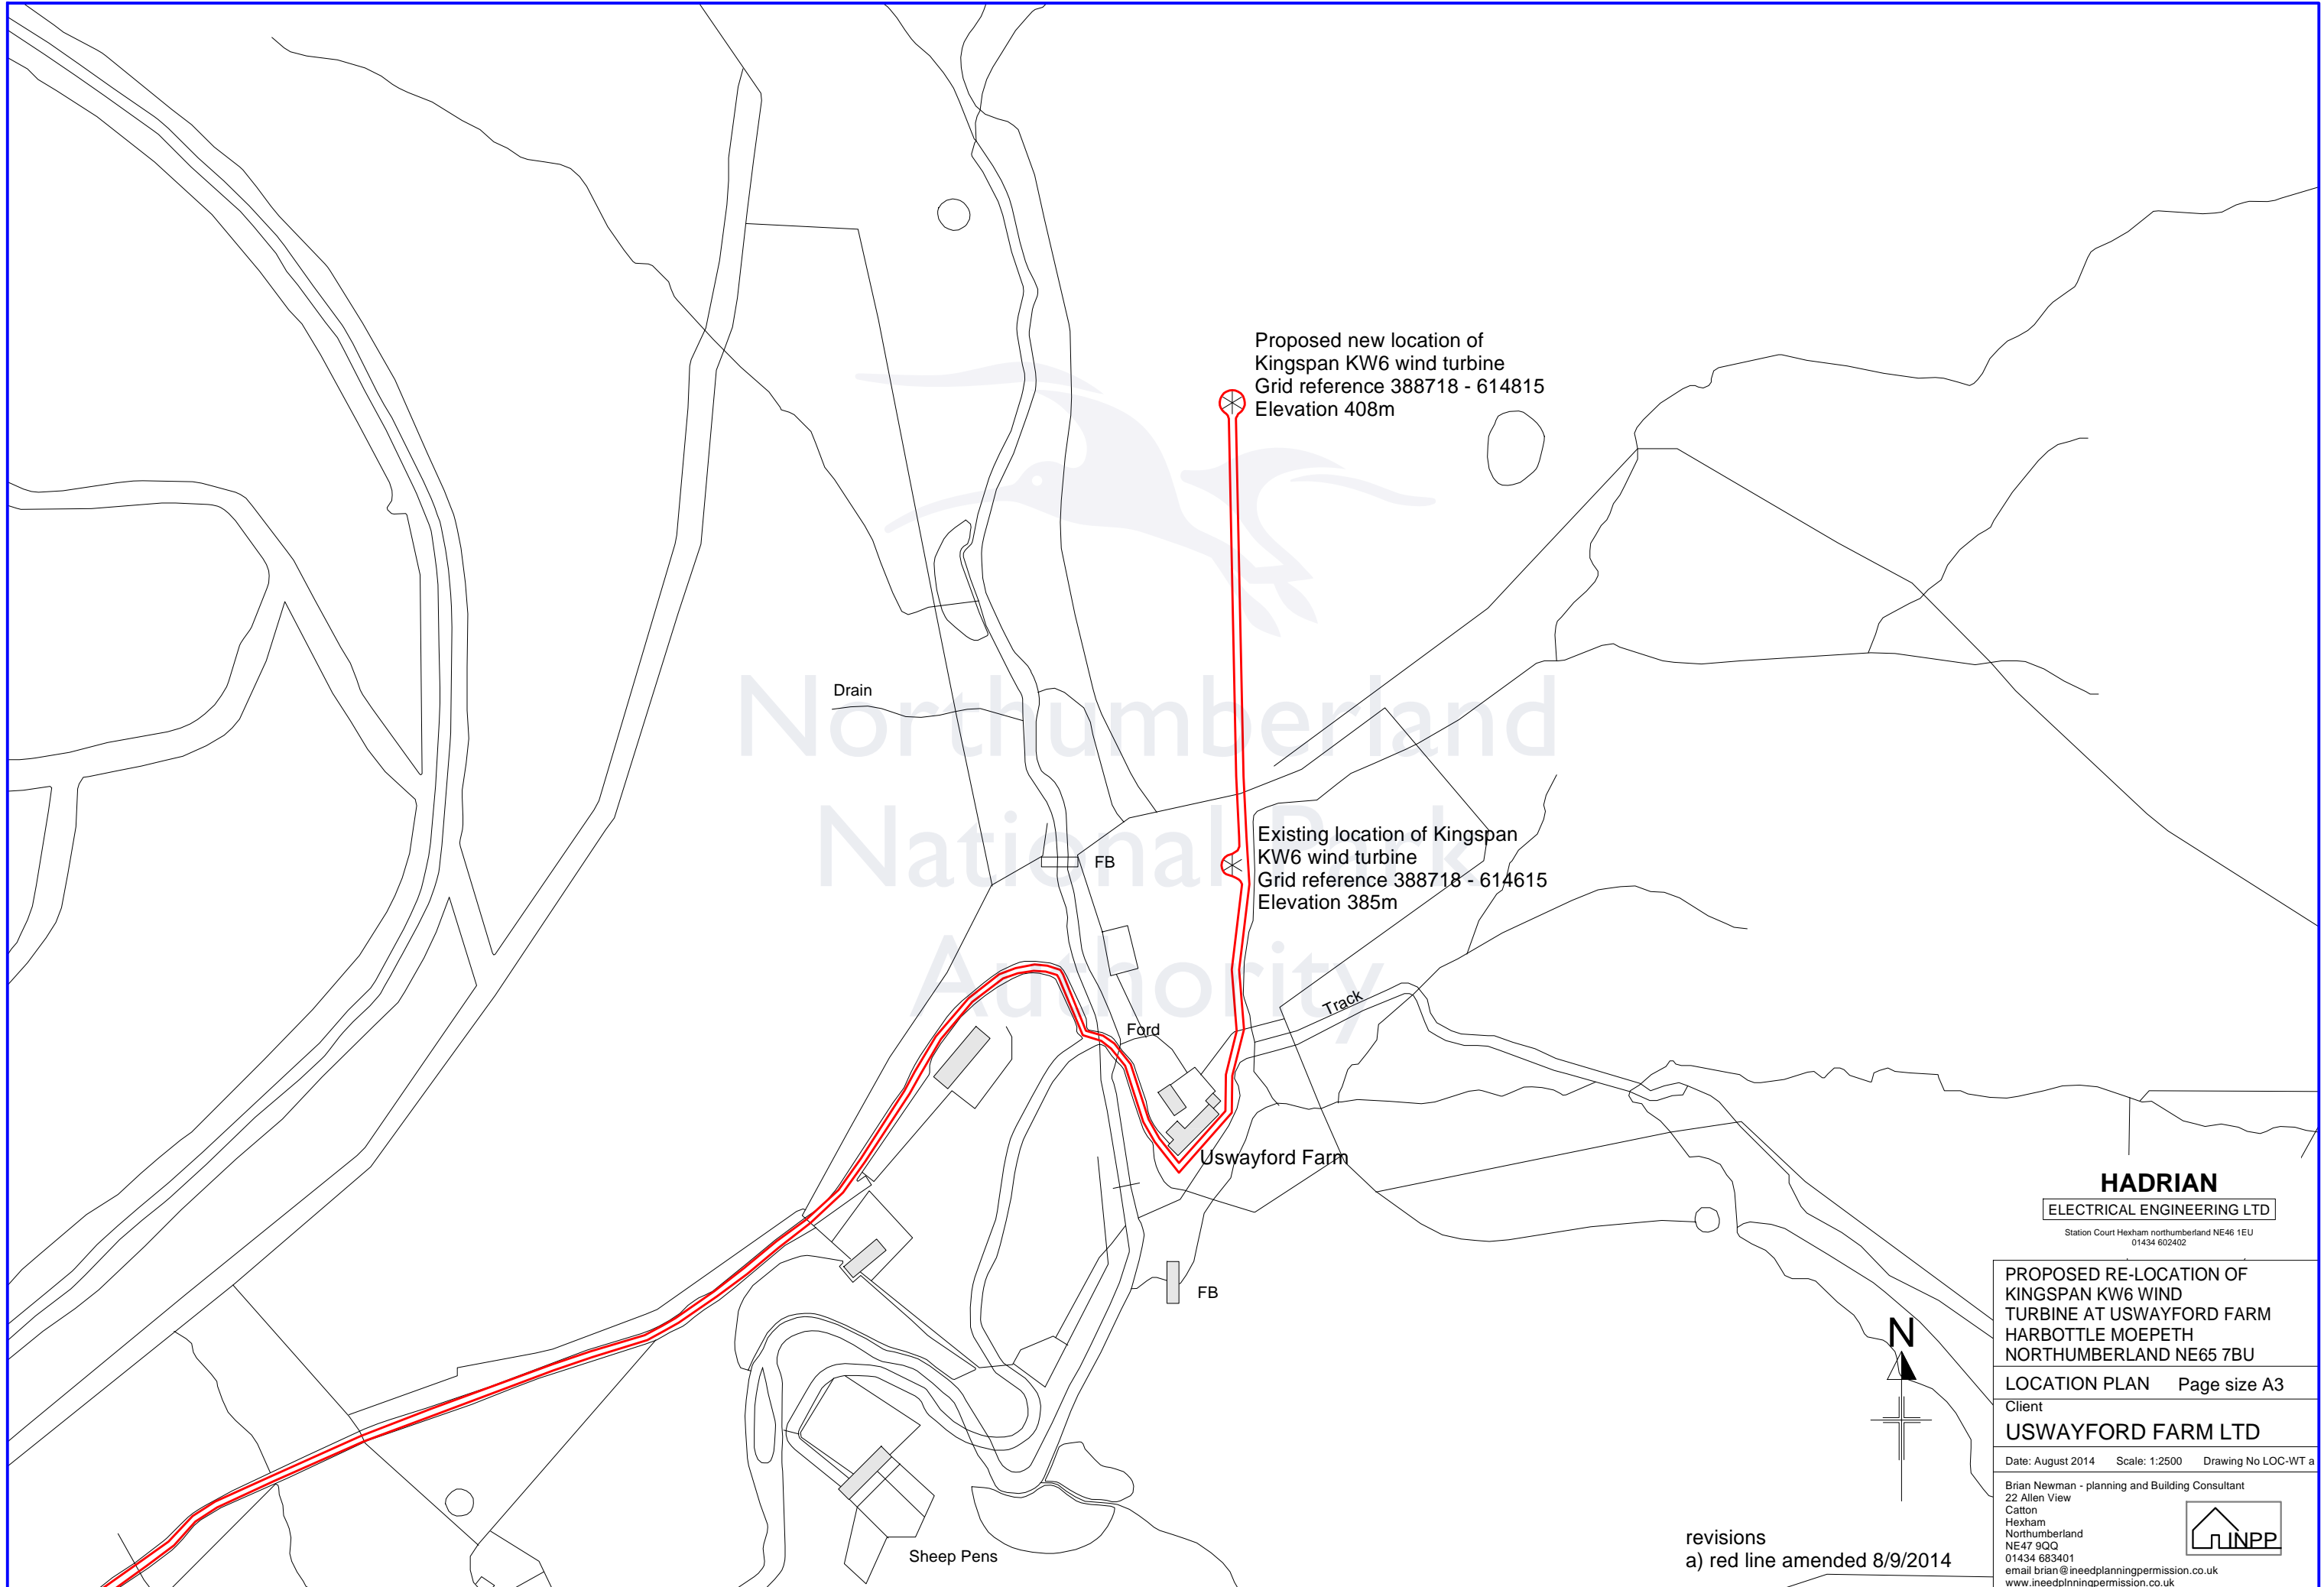 Proposed new location of
Kingspan KW6 wind turbine
Grid reference 388718 - 614815
Elevation 408m
Northumberland
National Park
Authority
Drain
FB
Existing location of Kingspan
KW6 wind turbine
Grid reference 388718 - 614615
Elevation 385m
Track
Ford
Uswayford Farm
FB
Sheep Pens
N
revisions
a) red line amended 8/9/2014
HADRIAN
ELECTRICAL ENGINEERING LTD
Station Court Hexham northumberland NE46 1EU
01434 602402
PROPOSED RE-LOCATION OF
KINGSPAN KW6 WIND
TURBINE AT USWAYFORD FARM
HARBOTTLE MOEPETH
NORTHUMBERLAND NE65 7BU
LOCATION PLAN Page size A3
Client
USWAYFORD FARM LTD
Date: August 2014 Scale: 1:2500 Drawing No LOC-WT a
Brian Newman - planning and Building Consultant
22 Allen View
Catton
Hexham
Northumberland
NE47 9QQ
01434 683401
email brian@ineedplanningpermission.co.uk
www.ineedplnningpermission.co.uk
INPP